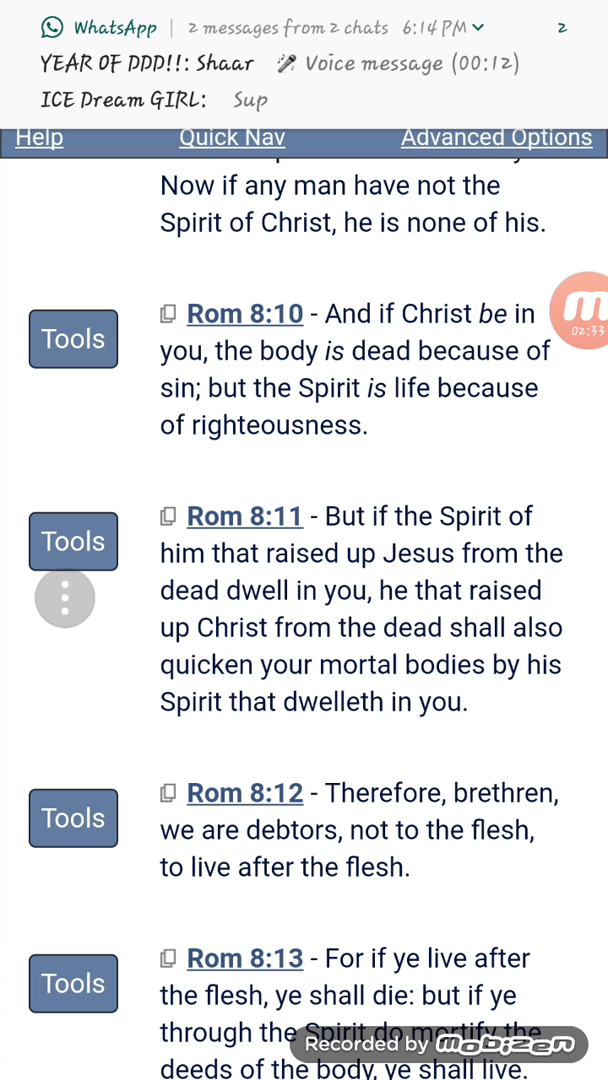 WhatsApp | 2 messages from 2 chats 6:14 PM 2
YEAR OF DDD!!: Shaar 🎤 Voice message (00:12)
ICE Dream GIRL: Sup
Help Quick Nav Advanced Options
Now if any man have not the
Spirit of Christ, he is none of his.
Tools
Rom 8:10 - And if Christ be in
you, the body is dead because of
sin; but the Spirit is life because
of righteousness.
02:33
Tools
Rom 8:11 - But if the Spirit of
him that raised up Jesus from the
dead dwell in you, he that raised
up Christ from the dead shall also
quicken your mortal bodies by his
Spirit that dwelleth in you.
Tools
Rom 8:12 - Therefore, brethren,
we are debtors, not to the flesh,
to live after the flesh.
Tools
Rom 8:13 - For if ye live after
the flesh, ye shall die: but if ye
through the Spirit do mortify the
deeds of the body, ye shall live.
Recorded by mobizen